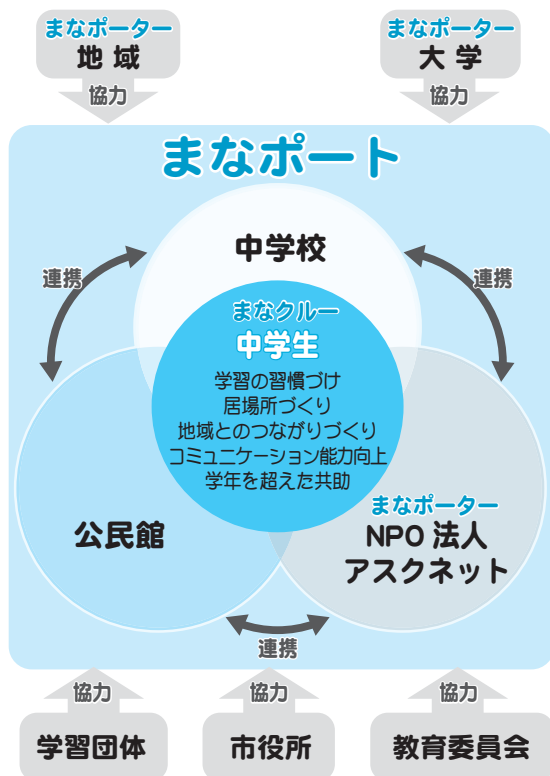 まなポーター
地域
協力
まなポーター
大学
協力
まなポート
中学校
連携
連携
まなクルー
中学生
学習の習慣づけ
居場所づくり
地域とのつながりづくり
コミュニケーション能力向上
学年を超えた共助
公民館
まなポーター
NPO 法人
アスクネット
連携
協力
学習団体
協力
市役所
協力
教育委員会